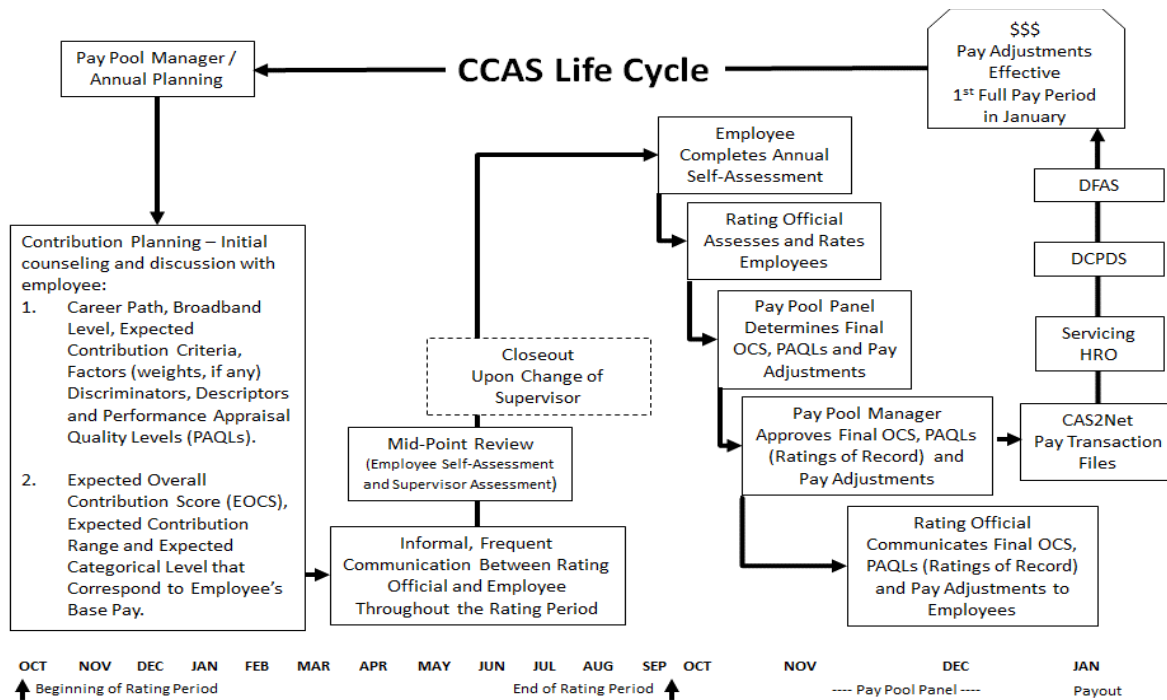 CCAS Life Cycle
Pay Pool Manager /
Annual Planning
Contribution Planning – Initial
counseling and discussion with
employee:
1. Career Path, Broadband
Level, Expected
Contribution Criteria,
Factors (weights, if any)
Discriminators, Descriptors
and Performance Appraisal
Quality Levels (PAQLs).
2. Expected Overall
Contribution Score (EOCS),
Expected Contribution
Range and Expected
Categorical Level that
Correspond to Employee's
Base Pay.
Informal, Frequent
Communication Between Rating
Official and Employee
Throughout the Rating Period
Mid-Point Review
(Employee Self-Assessment
and Supervisor Assessment)
Closeout
Upon Change of
Supervisor
Employee
Completes Annual
Self-Assessment
Rating Official
Assesses and Rates
Employees
Pay Pool Panel
Determines Final
OCS, PAQLs and Pay
Adjustments
Pay Pool Manager
Approves Final OCS, PAQLs
(Ratings of Record) and
Pay Adjustments
Rating Official
Communicates Final OCS,
PAQLs (Ratings of Record)
and Pay Adjustments to
Employees
CAS2Net
Pay Transaction
Files
Servicing
HRO
DCPDS
DFAS
$$$
Pay Adjustments
Effective
1st Full Pay Period
in January
OCT NOV DEC JAN FEB MAR APR MAY JUN JUL AUG SEP OCT NOV DEC JAN
Beginning of Rating Period End of Rating Period ---- Pay Pool Panel ---- Payout